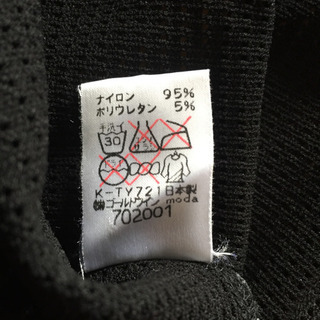 ナイロン 95%
ポリウレタン 5%
30
K-TY721日本製
㈱ゴールドウイン moda
702001